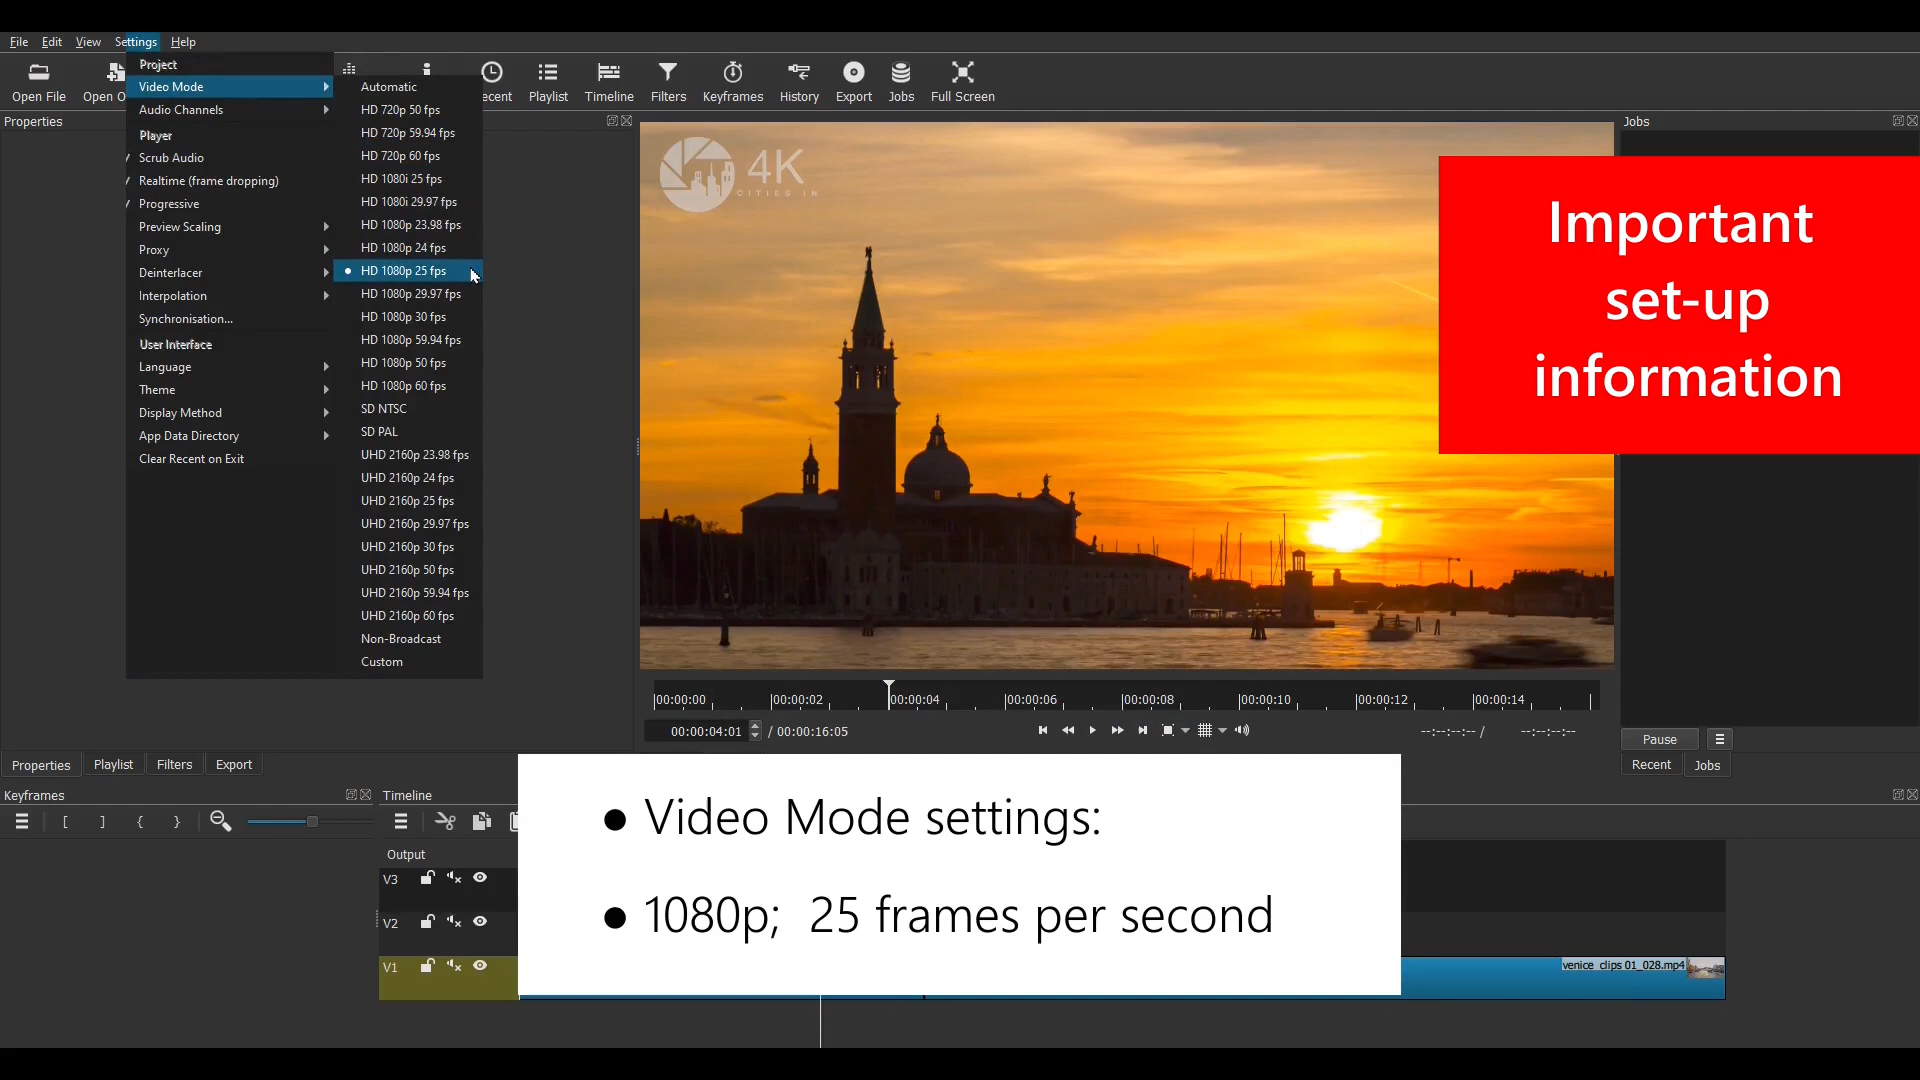 File Edit View Settings Help
Open File
Open O
ecent
Playlist
Timeline
Filters
Keyframes
History
Export
Jobs
Full Screen
Project
Video Mode
Audio Channels
Player
Scrub Audio
Realtime (frame dropping)
Progressive
Preview Scaling
Proxy
Deinterlacer
Interpolation
Synchronisation...
User Interface
Language
Theme
Display Method
App Data Directory
Clear Recent on Exit
Automatic
HD 720p 50 fps
HD 720p 59.94 fps
HD 720p 60 fps
HD 1080i 25 fps
HD 1080i 29.97 fps
HD 1080p 23.98 fps
HD 1080p 24 fps
HD 1080p 25 fps
HD 1080p 29.97 fps
HD 1080p 30 fps
HD 1080p 59.94 fps
HD 1080p 50 fps
HD 1080p 60 fps
SD NTSC
SD PAL
UHD 2160p 23.98 fps
UHD 2160p 24 fps
UHD 2160p 25 fps
UHD 2160p 29.97 fps
UHD 2160p 30 fps
UHD 2160p 50 fps
UHD 2160p 59.94 fps
UHD 2160p 60 fps
Non-Broadcast
Custom
Properties
4K
CITIES IN
Jobs
Important
set-up
information
00:00:00 00:00:02 00:00:04 00:00:06 00:00:08 00:00:10 00:00:12 00:00:14
00:00:04:01 / 00:00:16:05
--:--:--:-- / --:--:--:--
Pause
Recent Jobs
Properties Playlist Filters Export
Keyframes
[ ] { }
Timeline
Output
V3
V2
V1
• Video Mode settings:
• 1080p; 25 frames per second
venice clips 01_028.mp4